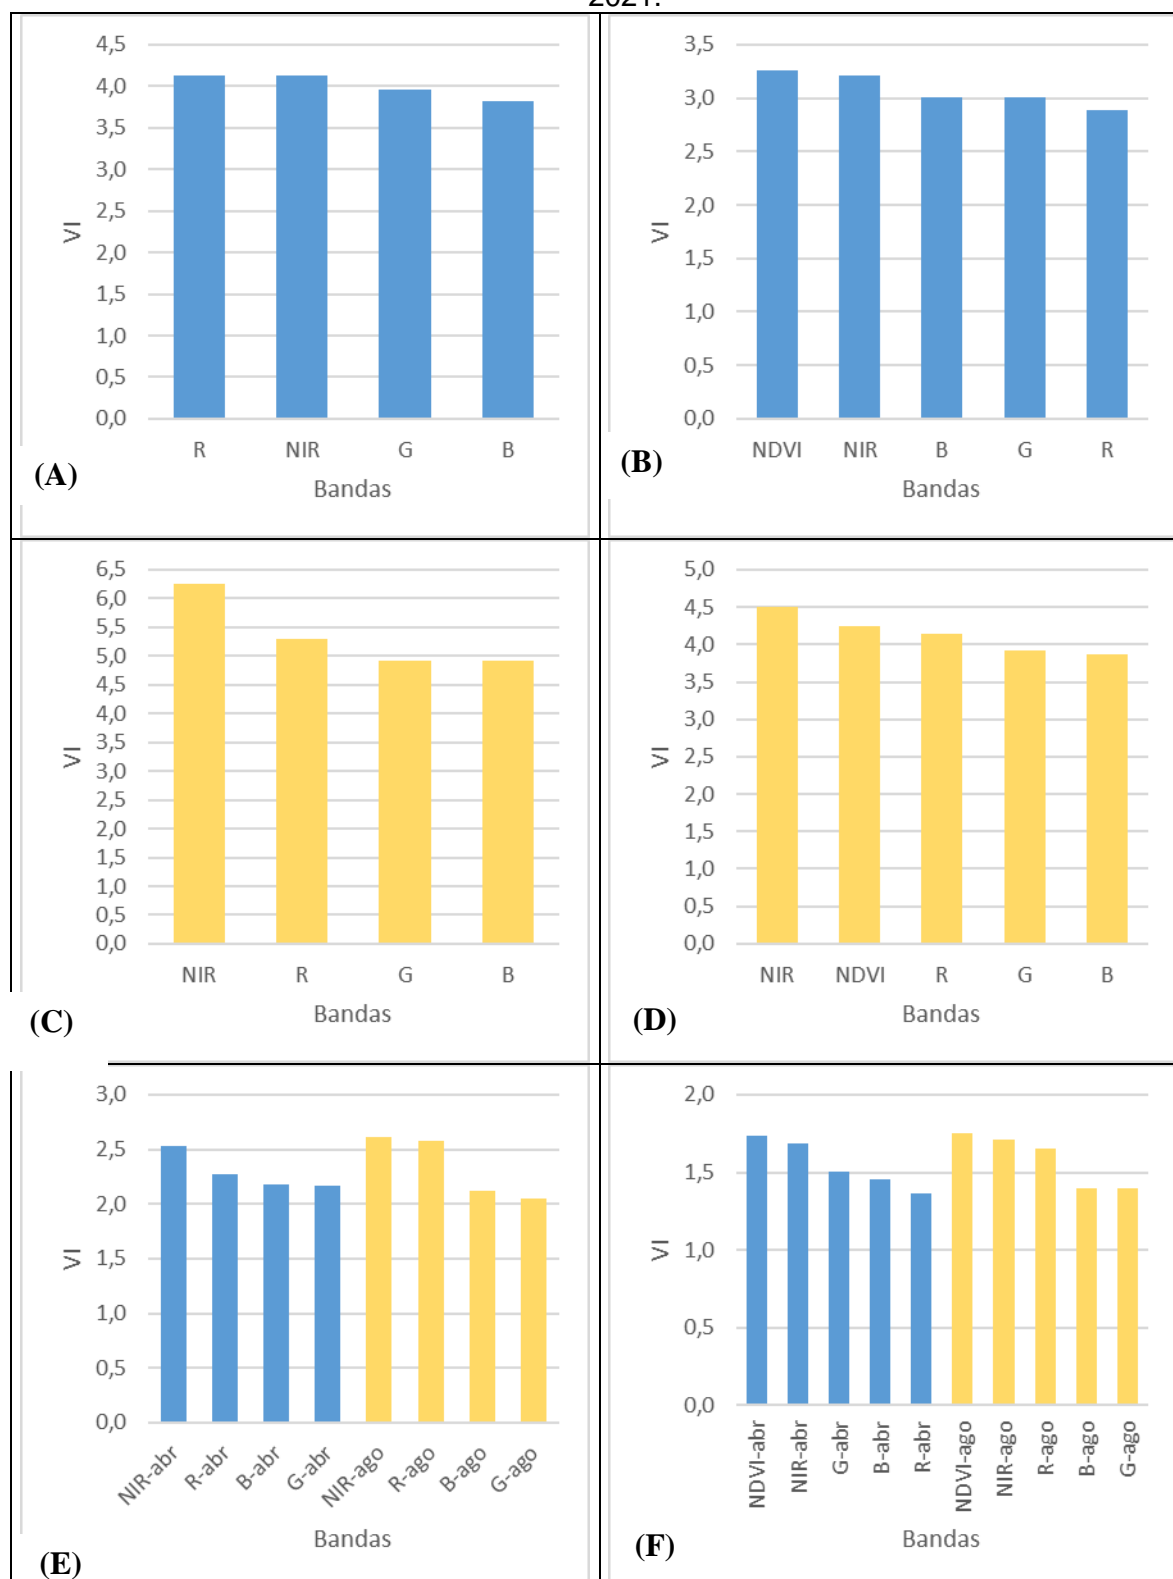 2021.
4,5
4,0
3,5
3,0
2,5
2,0
1,5
1,0
0,5
0,0
VI
R NIR G B
Bandas
(A)
3,5
3,0
2,5
2,0
1,5
1,0
0,5
0,0
VI
NDVI NIR B G R
Bandas
(B)
6,5
6,0
5,5
5,0
4,5
4,0
3,5
3,0
2,5
2,0
1,5
1,0
0,5
0,0
VI
NIR R G B
Bandas
(C)
5,0
4,5
4,0
3,5
3,0
2,5
2,0
1,5
1,0
0,5
0,0
VI
NIR NDVI R G B
Bandas
(D)
3,0
2,5
2,0
1,5
1,0
0,5
0,0
VI
NIR-abr R-abr B-abr G-abr NIR-ago R-ago B-ago G-ago
Bandas
(E)
2,0
1,5
1,0
0,5
0,0
VI
NDVI-abr NIR-abr G-abr B-abr R-abr NDVI-ago NIR-ago R-ago B-ago G-ago
Bandas
(F)